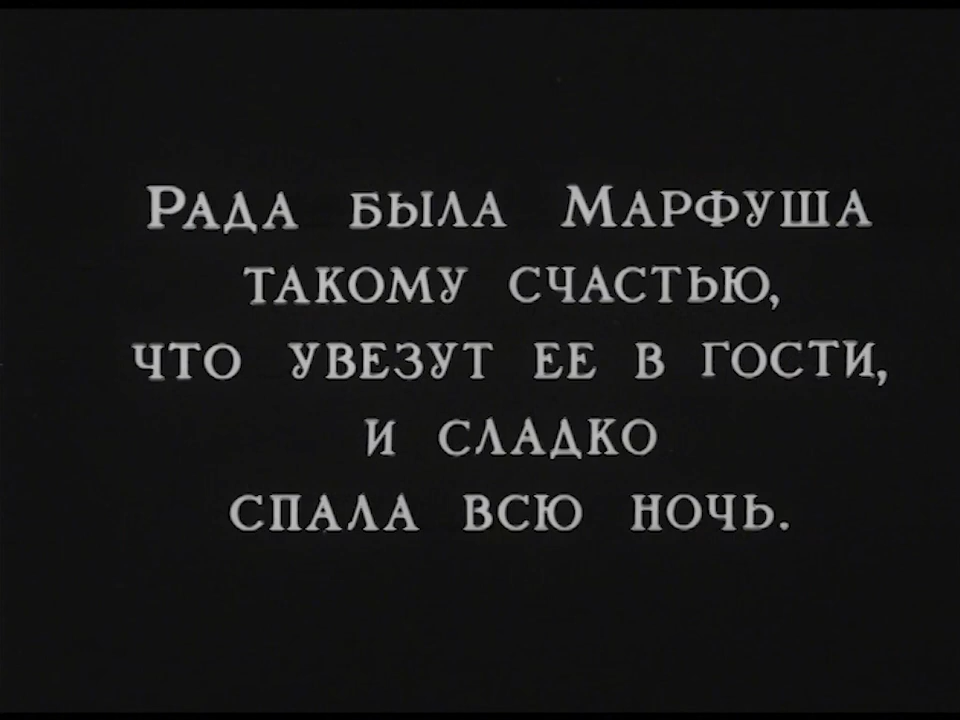 Рада была Марфуша
такому счастью,
что увезут ее в гости,
и сладко
спала всю ночь.